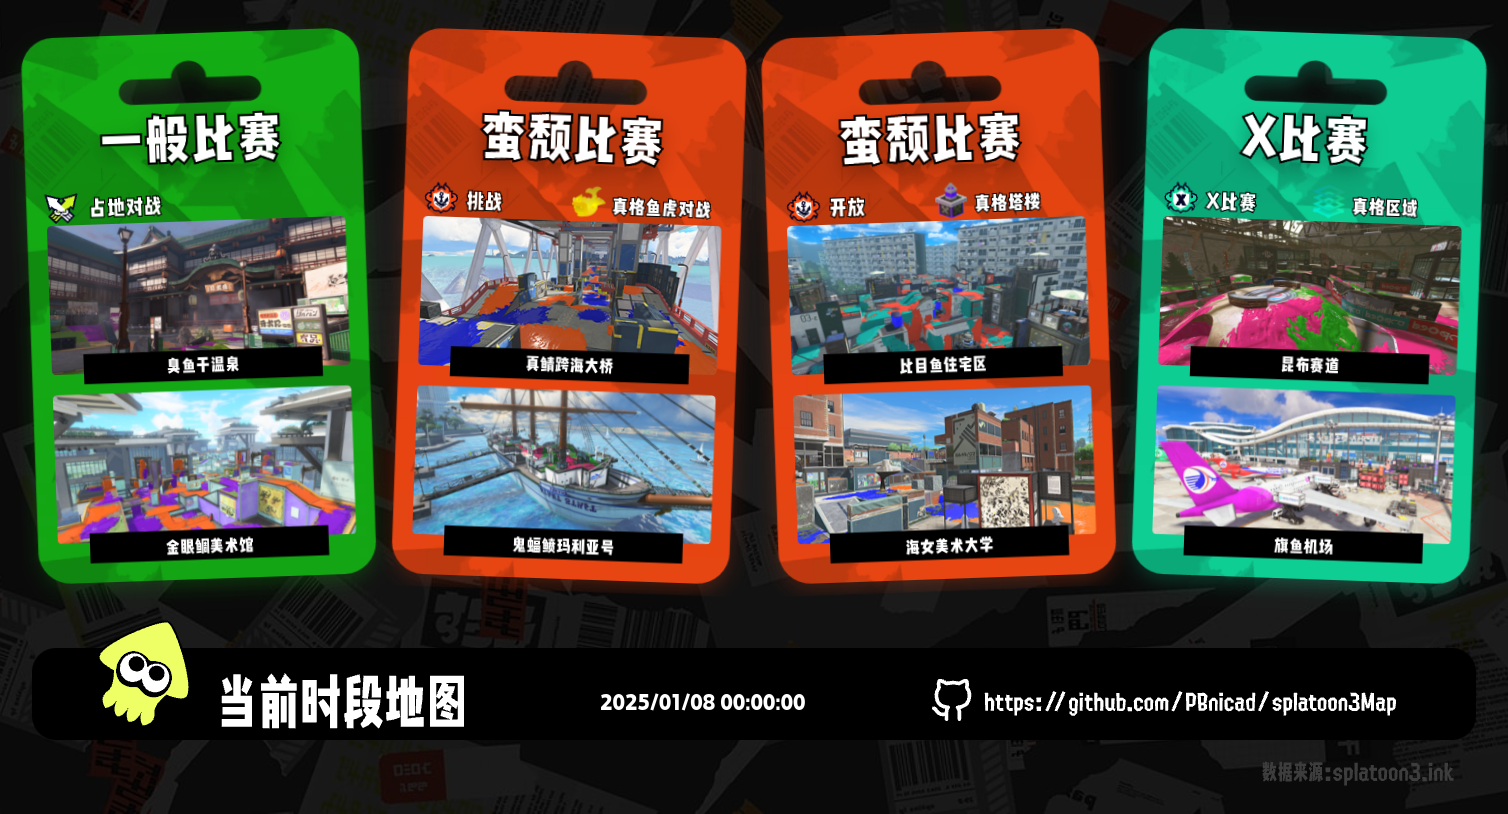 一般比赛
占地对战
臭鱼干温泉
金眼鲷美术馆
蛮颓比赛
挑战
真格鱼虎对战
真鲭跨海大桥
鬼蝠鲼玛利亚号
蛮颓比赛
开放
真格塔楼
比目鱼住宅区
海女美术大学
X比赛
X比赛
真格区域
昆布赛道
旗鱼机场
当前时段地图
2025/01/08 00:00:00
https://github.com/PBnicad/splatoon3Map
数据来源:splatoon3.ink